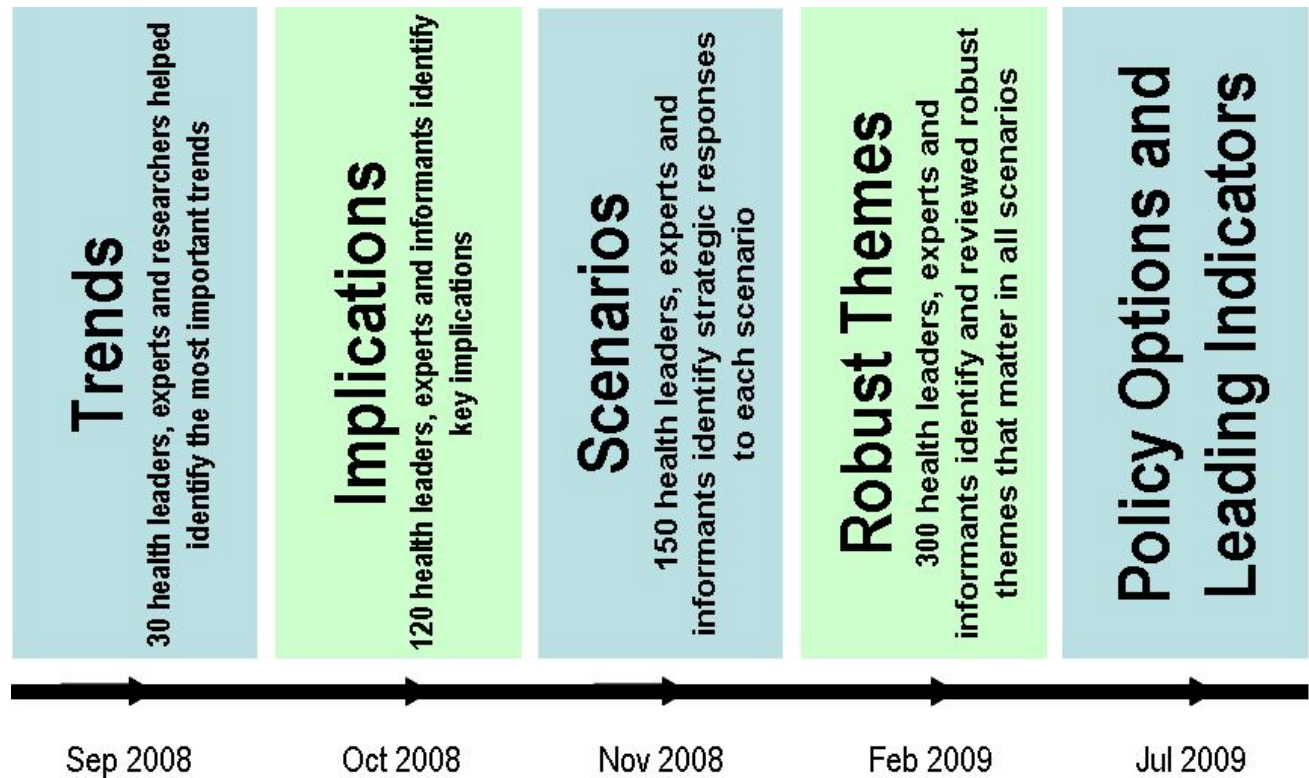 Trends
30 health leaders, experts and researchers helped
identify the most important trends
Implications
120 health leaders, experts and informants identify
key implications
Scenarios
150 health leaders, experts and
informants identify strategic responses
to each scenario
Robust Themes
300 health leaders, experts and
informants identify and reviewed robust
themes that matter in all scenarios
Policy Options and
Leading Indicators
Sep 2008
Oct 2008
Nov 2008
Feb 2009
Jul 2009